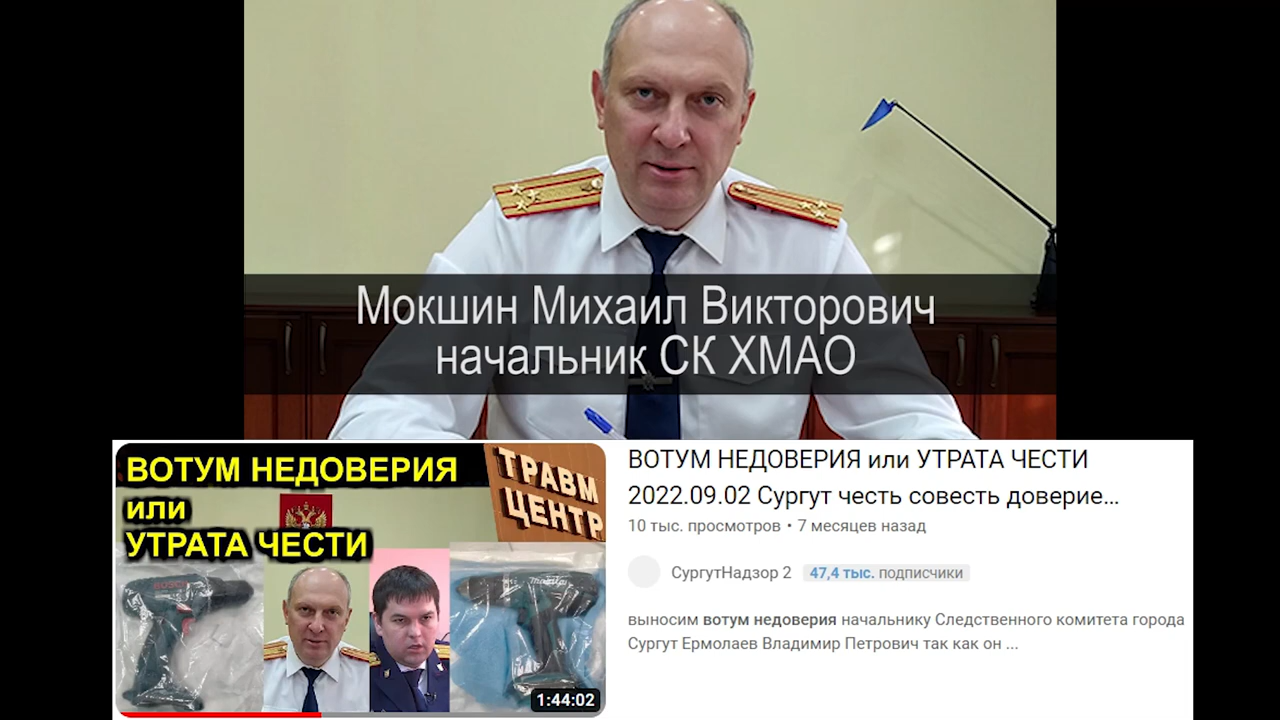 Мокшин Михаил Викторович
начальник СК ХМАО
ВОТУМ НЕДОВЕРИЯ
или
УТРАТА ЧЕСТИ
ТРАВМ
ЦЕНТР
BOSCH
makita
1:44:02
ВОТУМ НЕДОВЕРИЯ или УТРАТА ЧЕСТИ
2022.09.02 Сургут честь совесть доверие...
10 тыс. просмотров • 7 месяцев назад
СургутНадзор 2 47,4 тыс. подписчики
выносим вотум недоверия начальнику Следственного комитета города
Сургут Ермолаев Владимир Петрович так как он ...